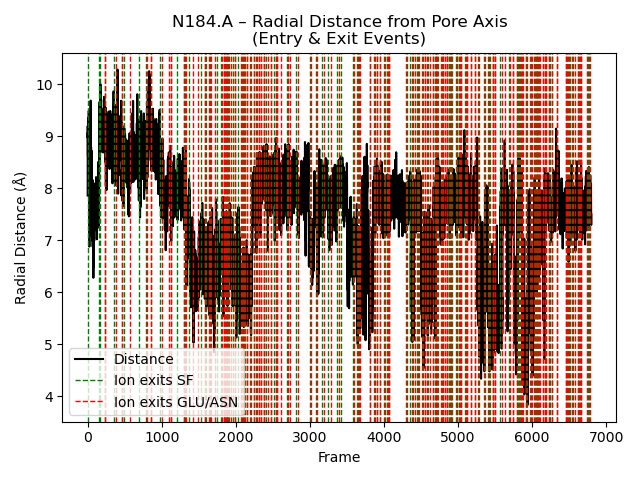 N184.A – Radial Distance from Pore Axis
(Entry & Exit Events)
Radial Distance (Å)
10
9
8
7
6
5
4
Distance
Ion exits SF
Ion exits GLU/ASN
0 1000 2000 3000 4000 5000 6000 7000
Frame